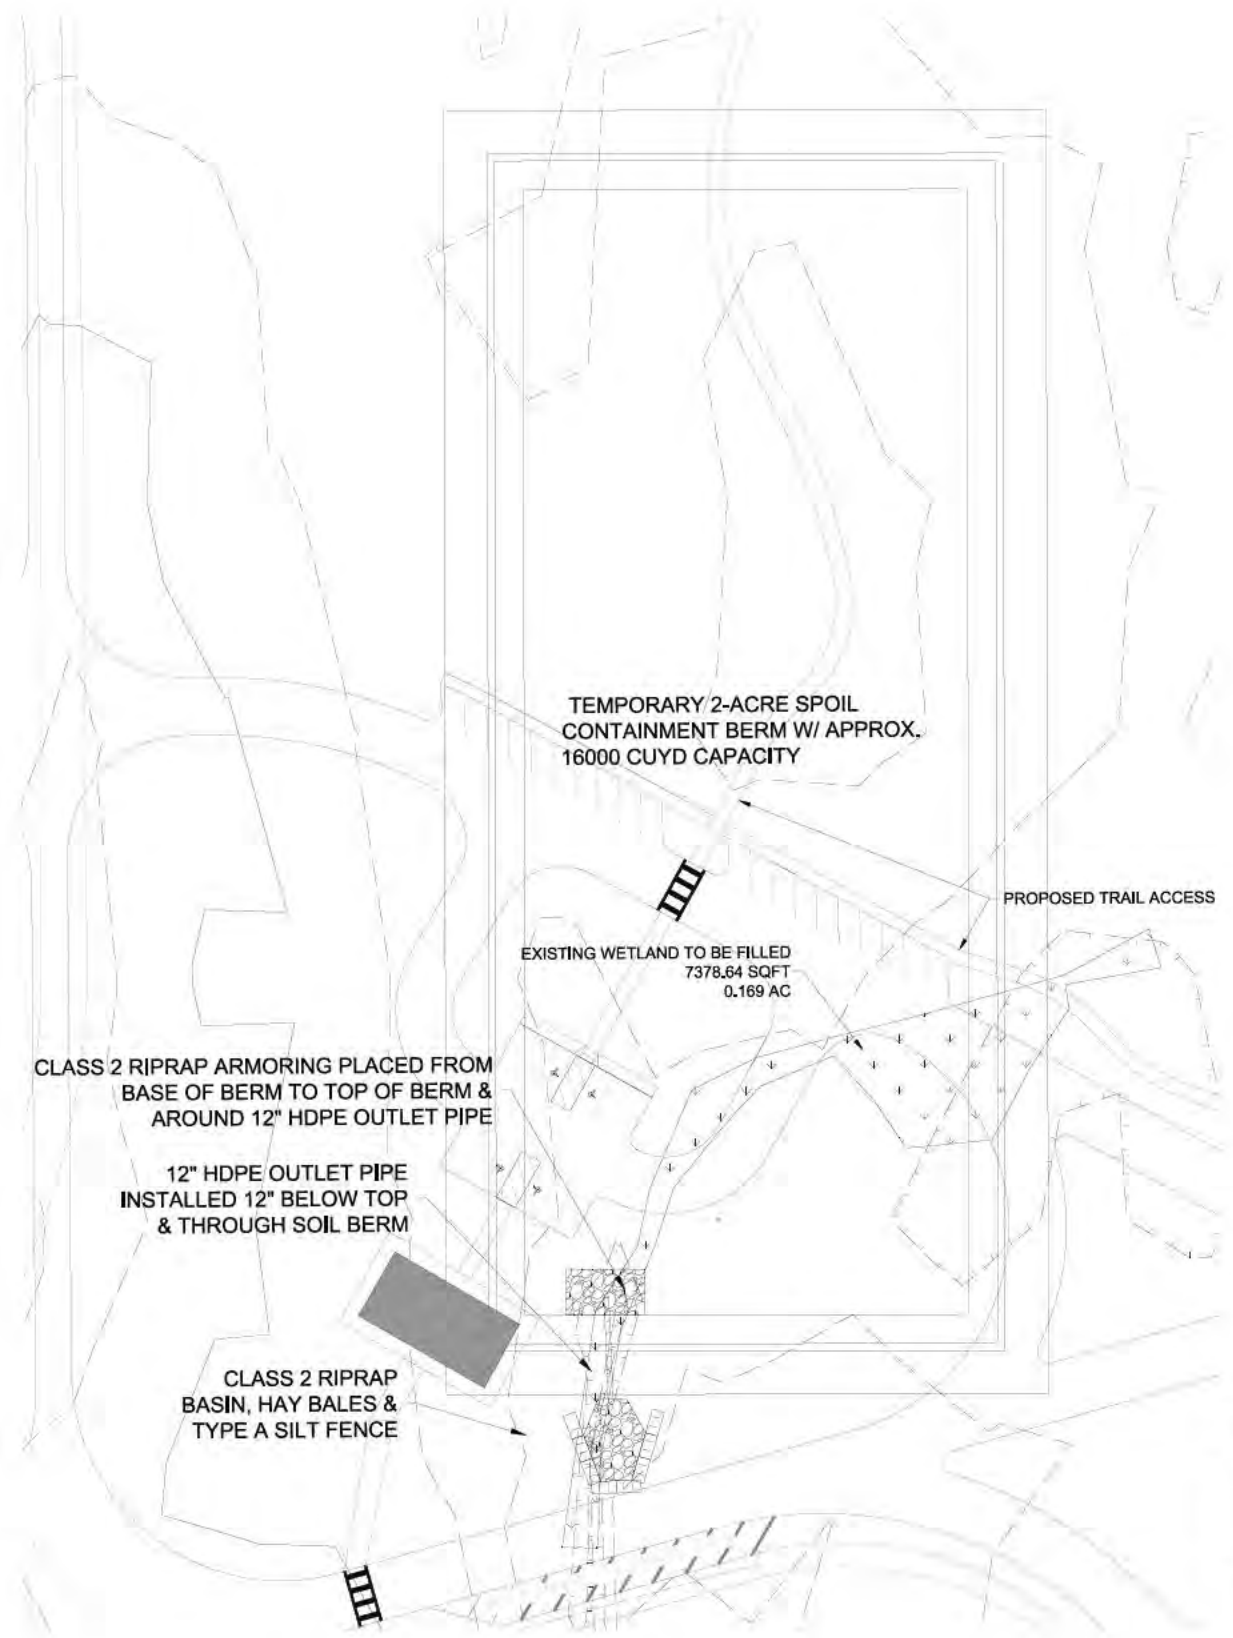 TEMPORARY 2-ACRE SPOIL
CONTAINMENT BERM W/ APPROX.
16000 CUYD CAPACITY
PROPOSED TRAIL ACCESS
EXISTING WETLAND TO BE FILLED
7378.64 SQFT
0.169 AC
CLASS 2 RIPRAP ARMORING PLACED FROM
BASE OF BERM TO TOP OF BERM &
AROUND 12" HDPE OUTLET PIPE
12" HDPE OUTLET PIPE
INSTALLED 12" BELOW TOP
& THROUGH SOIL BERM
CLASS 2 RIPRAP
BASIN, HAY BALES &
TYPE A SILT FENCE